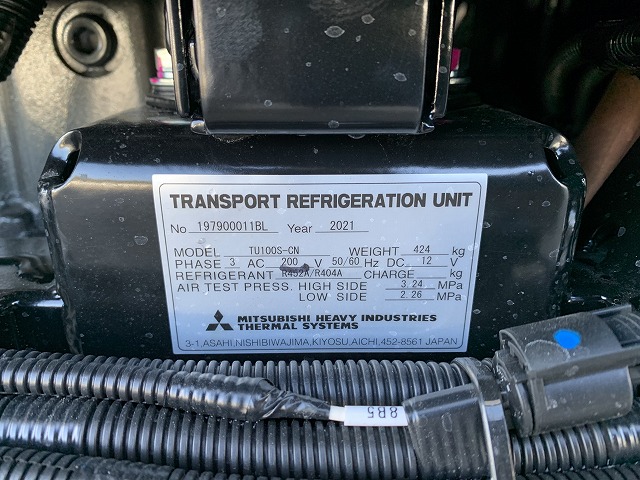 TRANSPORT REFRIGERATION UNIT
No 197900011BL Year 2021
MODEL TU100S-CN WEIGHT 424 kg
PHASE 3 AC 200 V 50/60 Hz DC. 12 V
REFRIGERANT R452A/R404A CHARGE kg
AIR TEST PRESS. HIGH SIDE 3.24 MPa
LOW SIDE 2.26 MPa
MITSUBISHI HEAVY INDUSTRIES
THERMAL SYSTEMS
3-1,ASAHI,NISHIBIWAJIMA,KIYOSU,AICHI,452-8561 JAPAN
8B5